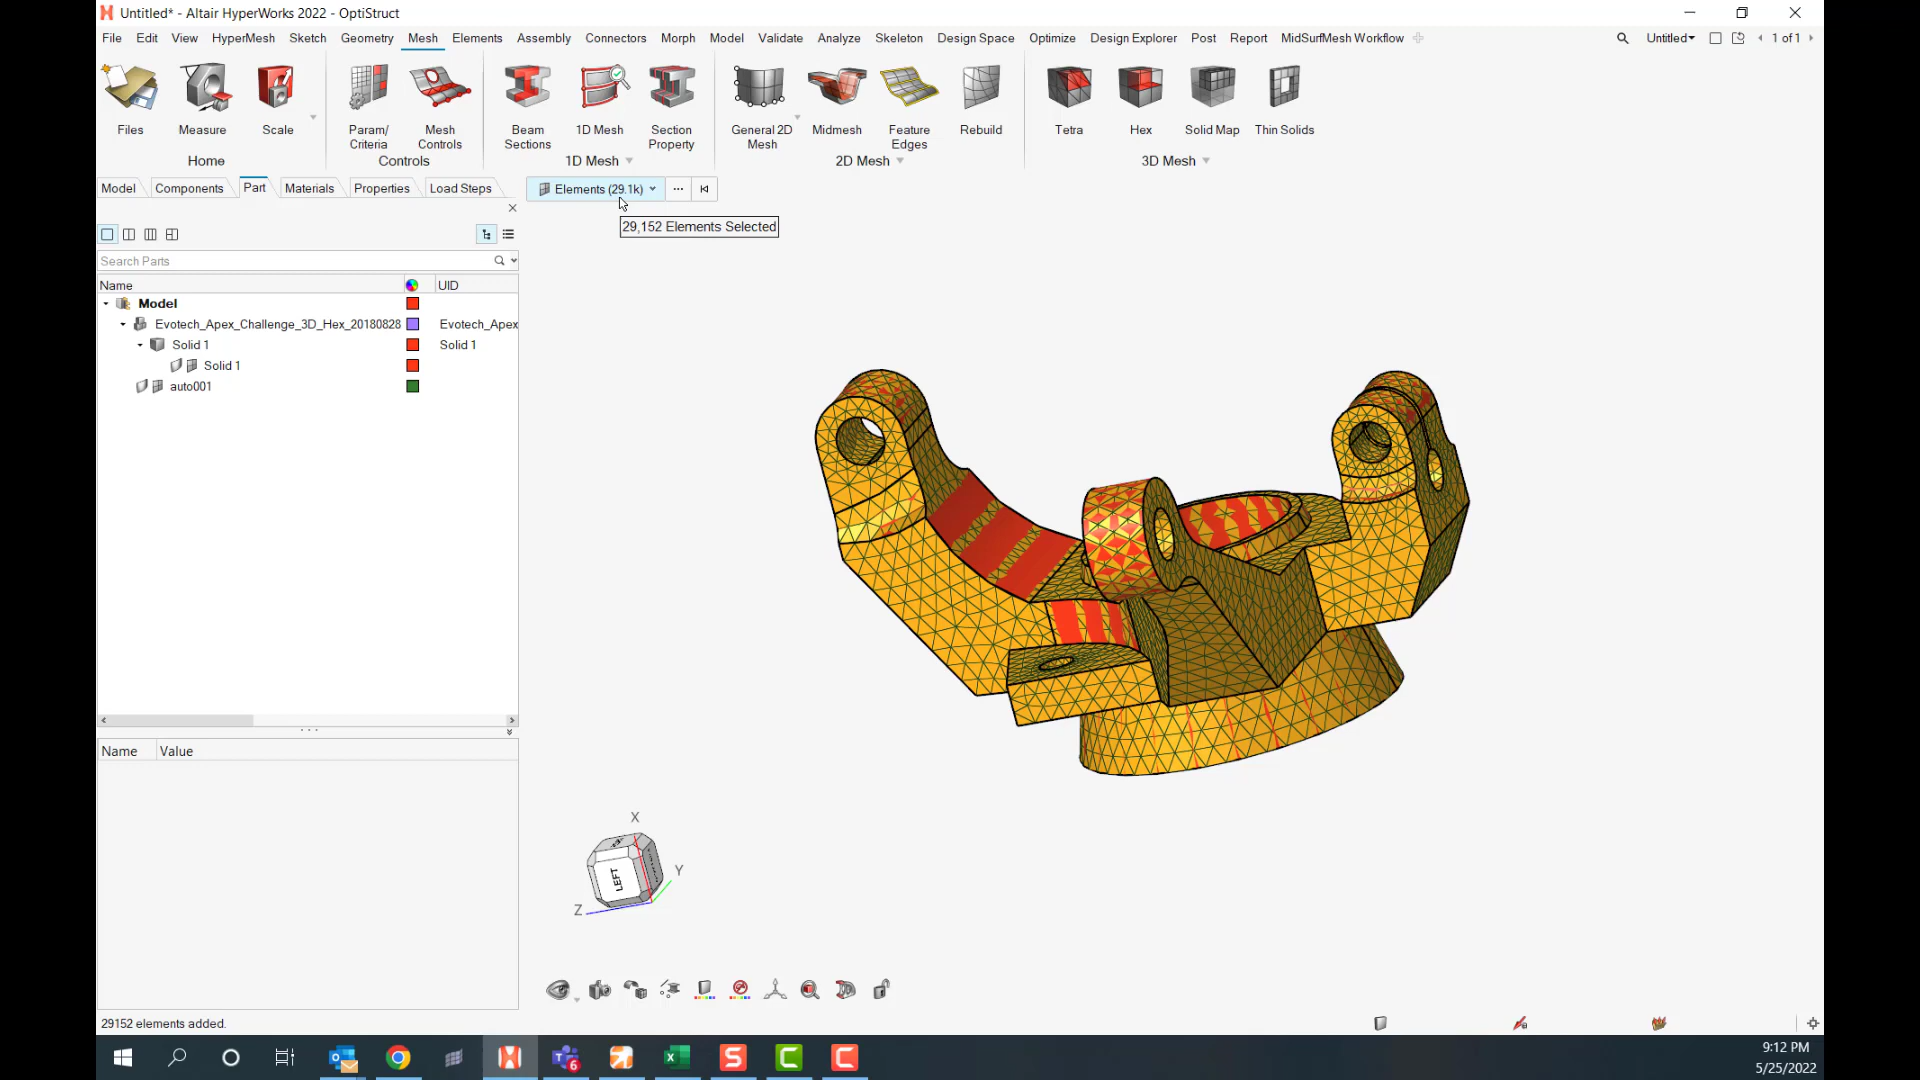 Untitled* - Altair HyperWorks 2022 - OptiStruct
File Edit View HyperMesh Sketch Geometry Mesh Elements Assembly Connectors Morph Model Validate Analyze Skeleton Design Space Optimize Design Explorer Post Report MidSurfMesh Workflow Untitled 1 of 1
Files Measure Scale Param/ Criteria Mesh Controls Beam Sections 1D Mesh Section Property General 2D Mesh Midmesh Feature Edges Rebuild Tetra Hex Solid Map Thin Solids
Home Controls 1D Mesh 2D Mesh 3D Mesh
Model Components Part Materials Properties Load Steps Elements (29.1k) ...
29,152 Elements Selected
Search Parts
Name UID
Model
Evotech_Apex_Challenge_3D_Hex_20180828 Evotech_Apex
Solid 1 Solid 1
Solid 1
auto001
Name Value
X
Y
LEFT
Z
29152 elements added.
6
9:12 PM
5/25/2022